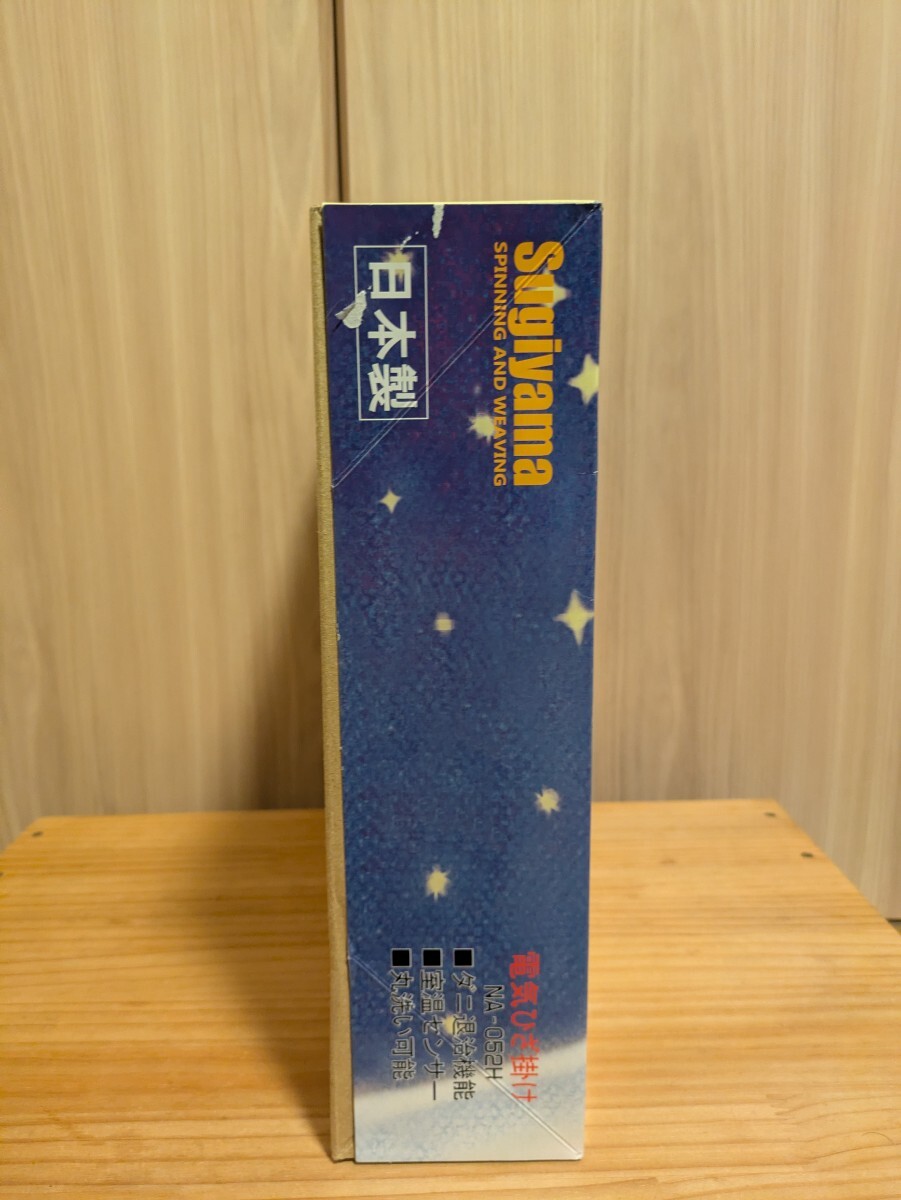 Sugiyama
SPINNING AND WEAVING
日本製
電気ひざ掛け
NA-052H
■ダニ退治機能
■室温センサー
■丸洗い可能